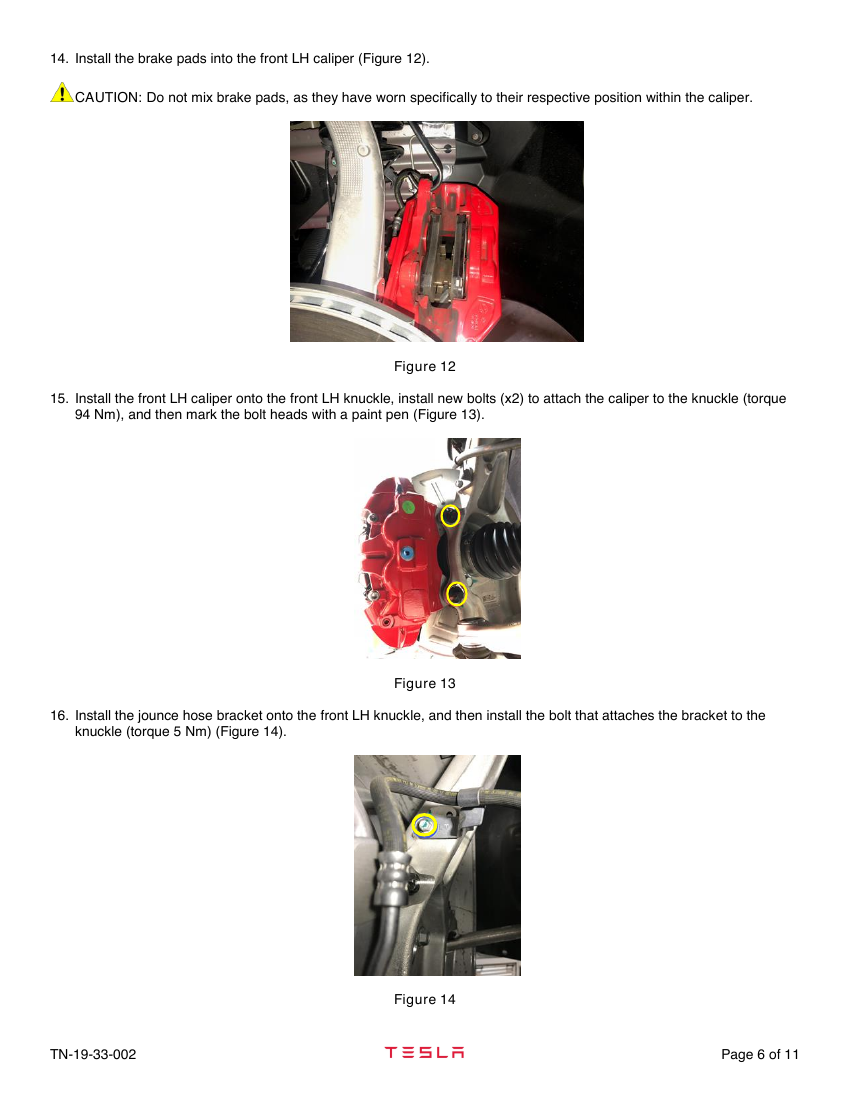 14. Install the brake pads into the front LH caliper (Figure 12).
CAUTION: Do not mix brake pads, as they have worn specifically to their respective position within the caliper.
Figure 12
15. Install the front LH caliper onto the front LH knuckle, install new bolts (x2) to attach the caliper to the knuckle (torque
94 Nm), and then mark the bolt heads with a paint pen (Figure 13).
Figure 13
16. Install the jounce hose bracket onto the front LH knuckle, and then install the bolt that attaches the bracket to the
knuckle (torque 5 Nm) (Figure 14).
Figure 14
TN-19-33-002
TESLA
Page 6 of 11